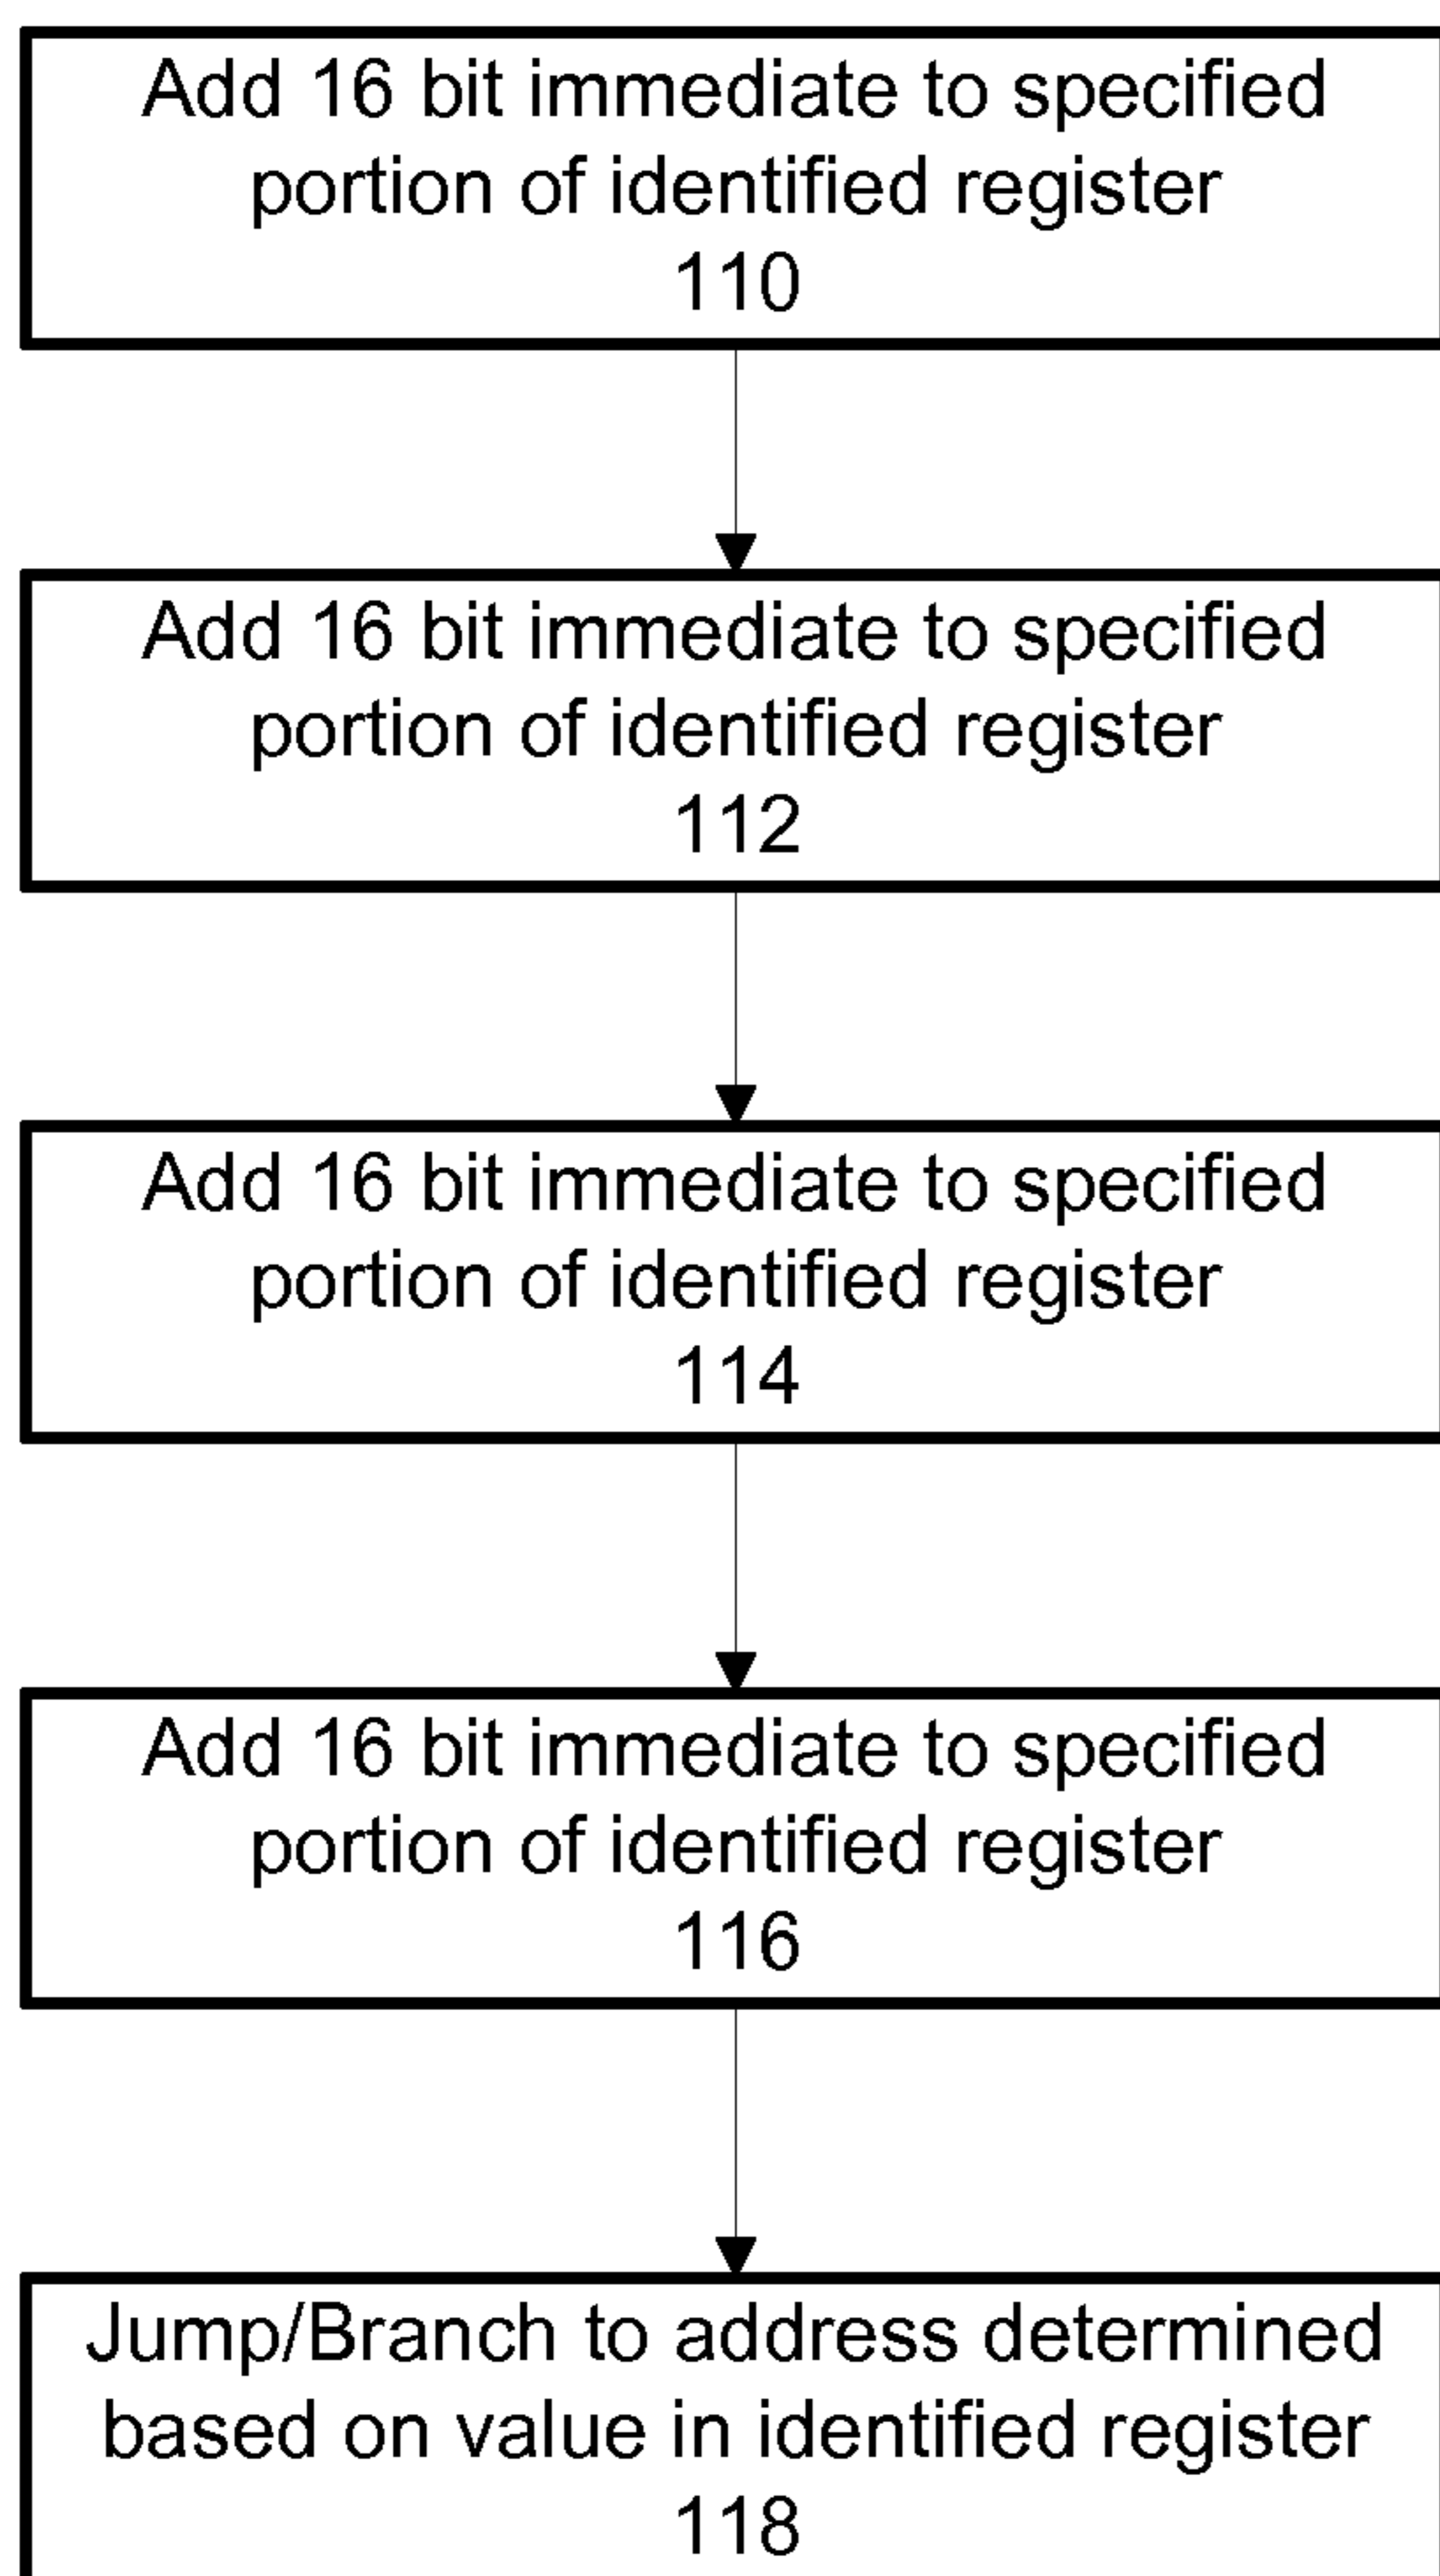 Add 16 bit immediate to specified
portion of identified register
110
Add 16 bit immediate to specified
portion of identified register
112
Add 16 bit immediate to specified
portion of identified register
114
Add 16 bit immediate to specified
portion of identified register
116
Jump/Branch to address determined
based on value in identified register
118